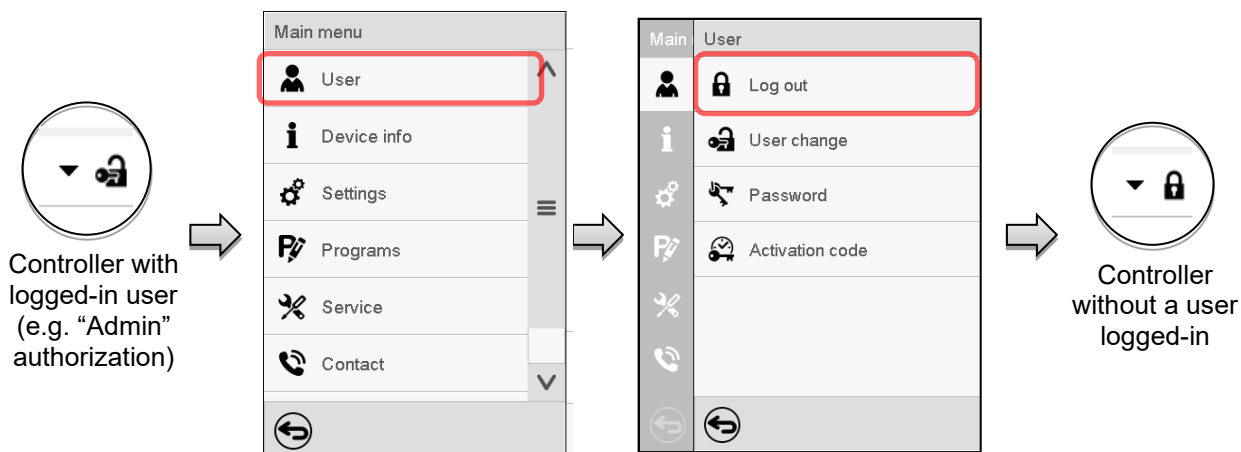 Controller with
logged-in user
(e.g. “Admin”
authorization)
Main menu
User
Device info
Settings
Programs
Service
Contact
Main
User
Log out
User change
Password
Activation code
Controller
without a user
logged-in